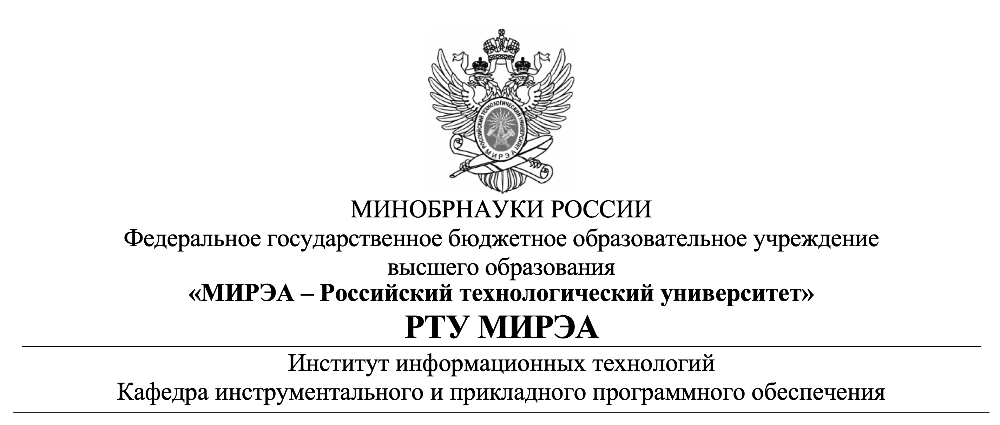 РОССИЙСКИЙ ТЕХНОЛОГИЧЕСКИЙ УНИВЕРСИТЕТ
МИРЭА
МИНОБРНАУКИ РОССИИ
Федеральное государственное бюджетное образовательное учреждение
высшего образования
«МИРЭА – Российский технологический университет»
РТУ МИРЭА
Институт информационных технологий
Кафедра инструментального и прикладного программного обеспечения